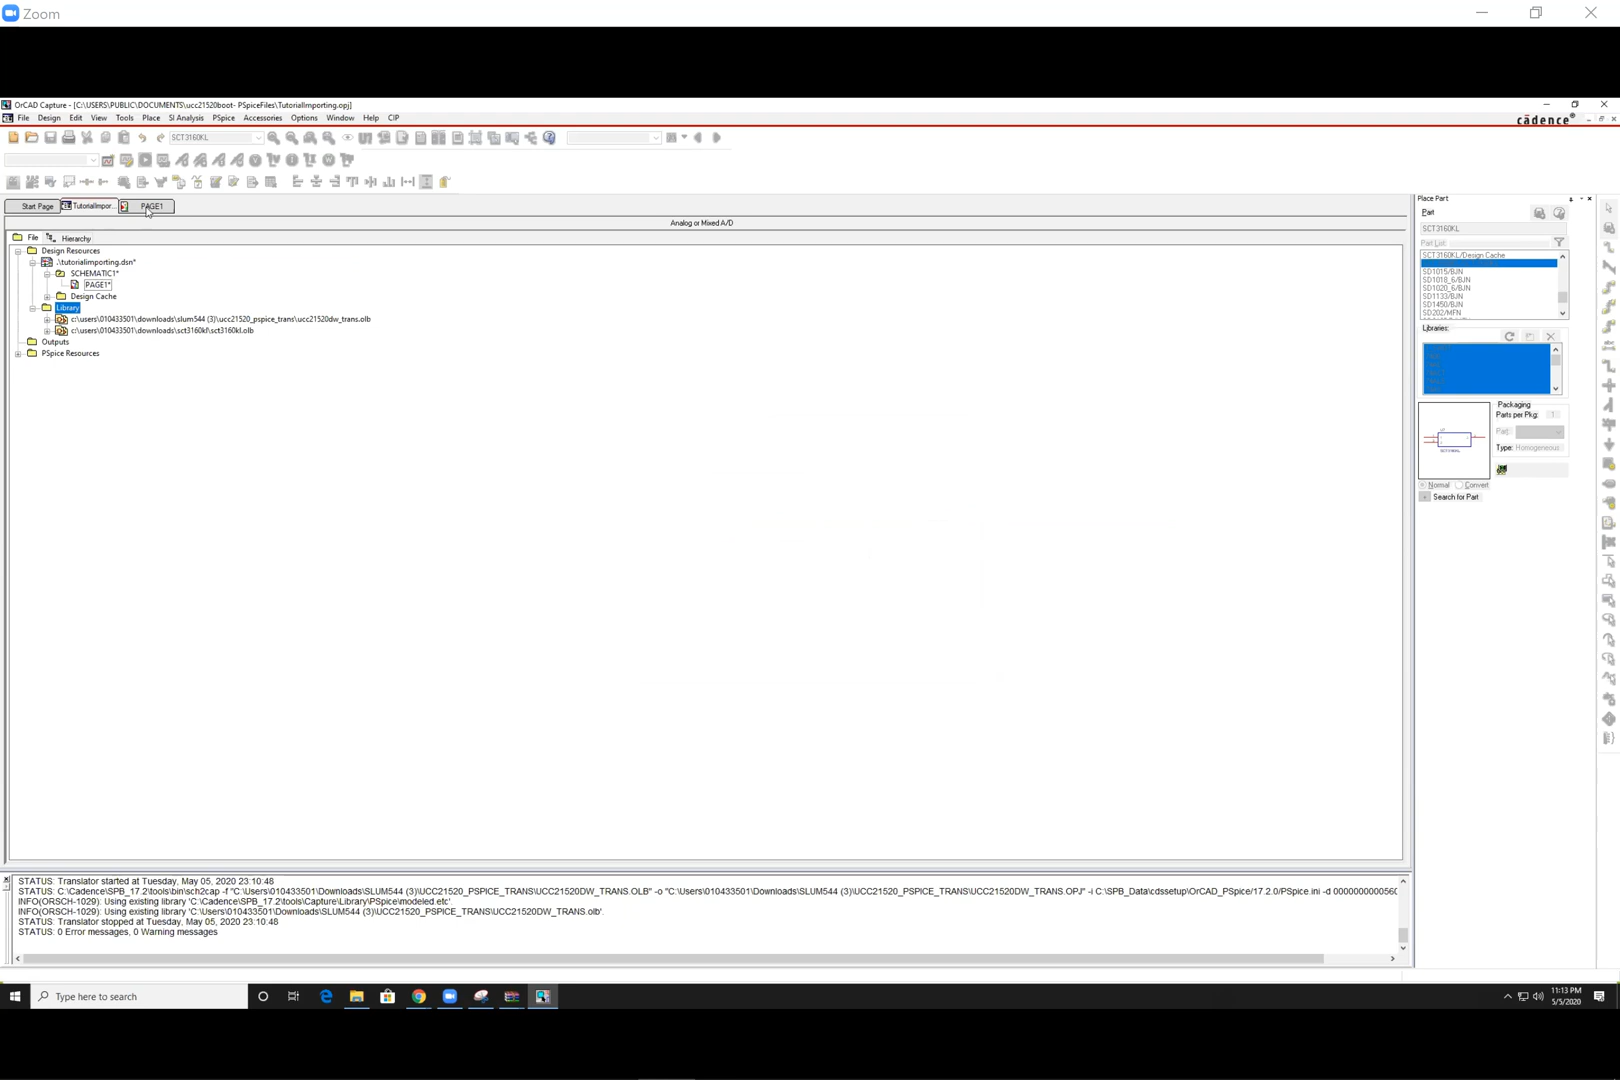 Zoom
OrCAD Capture - [C:\USERS\PUBLIC\DOCUMENTS\ucc21520boot- PSpiceFiles\TutorialImporting.opj]
File Design Edit View Tools Place SI Analysis PSpice Accessories Options Window Help CIP
cādence®
SCT3160KL
Start Page
TutorialImpor...
PAGE1
Analog or Mixed A/D
File
Hierarchy
Design Resources
.\tutorialimporting.dsn*
SCHEMATIC1*
PAGE1*
Design Cache
Library
c:\users\010433501\downloads\slum544 (3)\ucc21520_pspice_trans\ucc21520dw_trans.olb
c:\users\010433501\downloads\sct3160kl\sct3160kl.olb
Outputs
PSpice Resources
Place Part
Part
SCT3160KL
Part List:
SCT3160KL/Design Cache
SD1015/BJN
SD1018_6/BJN
SD1020_6/BJN
SD1133/BJN
SD1450/BJN
SD202/MFN
Libraries:
Packaging
Parts per Pkg: 1
Part:
Type: Homogeneous
Normal
Convert
Search for Part
STATUS: Translator started at Tuesday, May 05, 2020 23:10:48
STATUS: C:\Cadence\SPB_17.2\tools\bin\sch2cap -f "C:\Users\010433501\Downloads\SLUM544 (3)\UCC21520_PSPICE_TRANS\UCC21520DW_TRANS.OLB" -o "C:\Users\010433501\Downloads\SLUM544 (3)\UCC21520_PSPICE_TRANS\UCC21520DW_TRANS.OPJ" -i C:\SPB_Data\cdssetup\OrCAD_PSpice/17.2.0/PSpice.ini -d 0000000000560
INFO(ORSCH-1029): Using existing library 'C:\Cadence\SPB_17.2\tools\Capture\Library\PSpice\modeled.etc'.
INFO(ORSCH-1029): Using existing library 'C:\Users\010433501\Downloads\SLUM544 (3)\UCC21520_PSPICE_TRANS\UCC21520DW_TRANS.olb'.
STATUS: Translator stopped at Tuesday, May 05, 2020 23:10:48
STATUS: 0 Error messages, 0 Warning messages
Type here to search
11:13 PM
5/5/2020